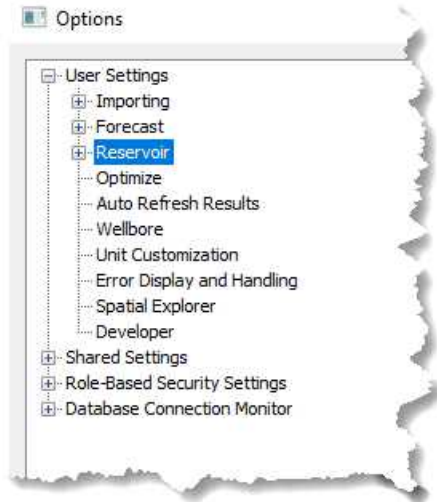 Options
User Settings
Importing
Forecast
Reservoir
Optimize
Auto Refresh Results
Wellbore
Unit Customization
Error Display and Handling
Spatial Explorer
Developer
Shared Settings
Role-Based Security Settings
Database Connection Monitor